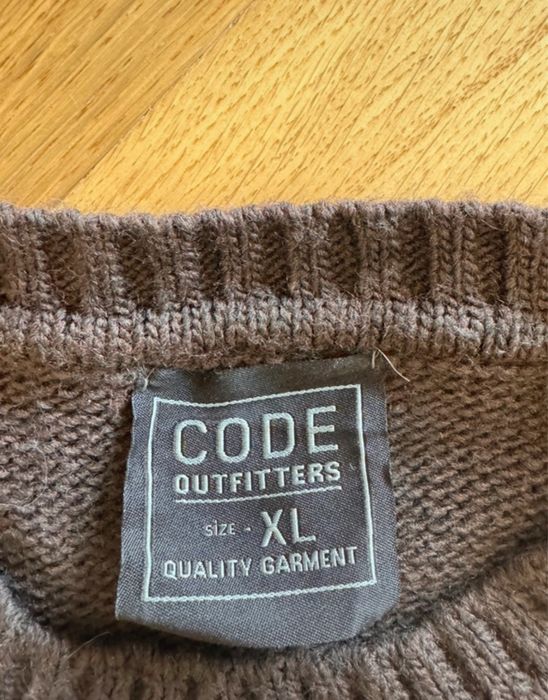 CODE
OUTFITTERS
SIZE - XL
QUALITY GARMENT